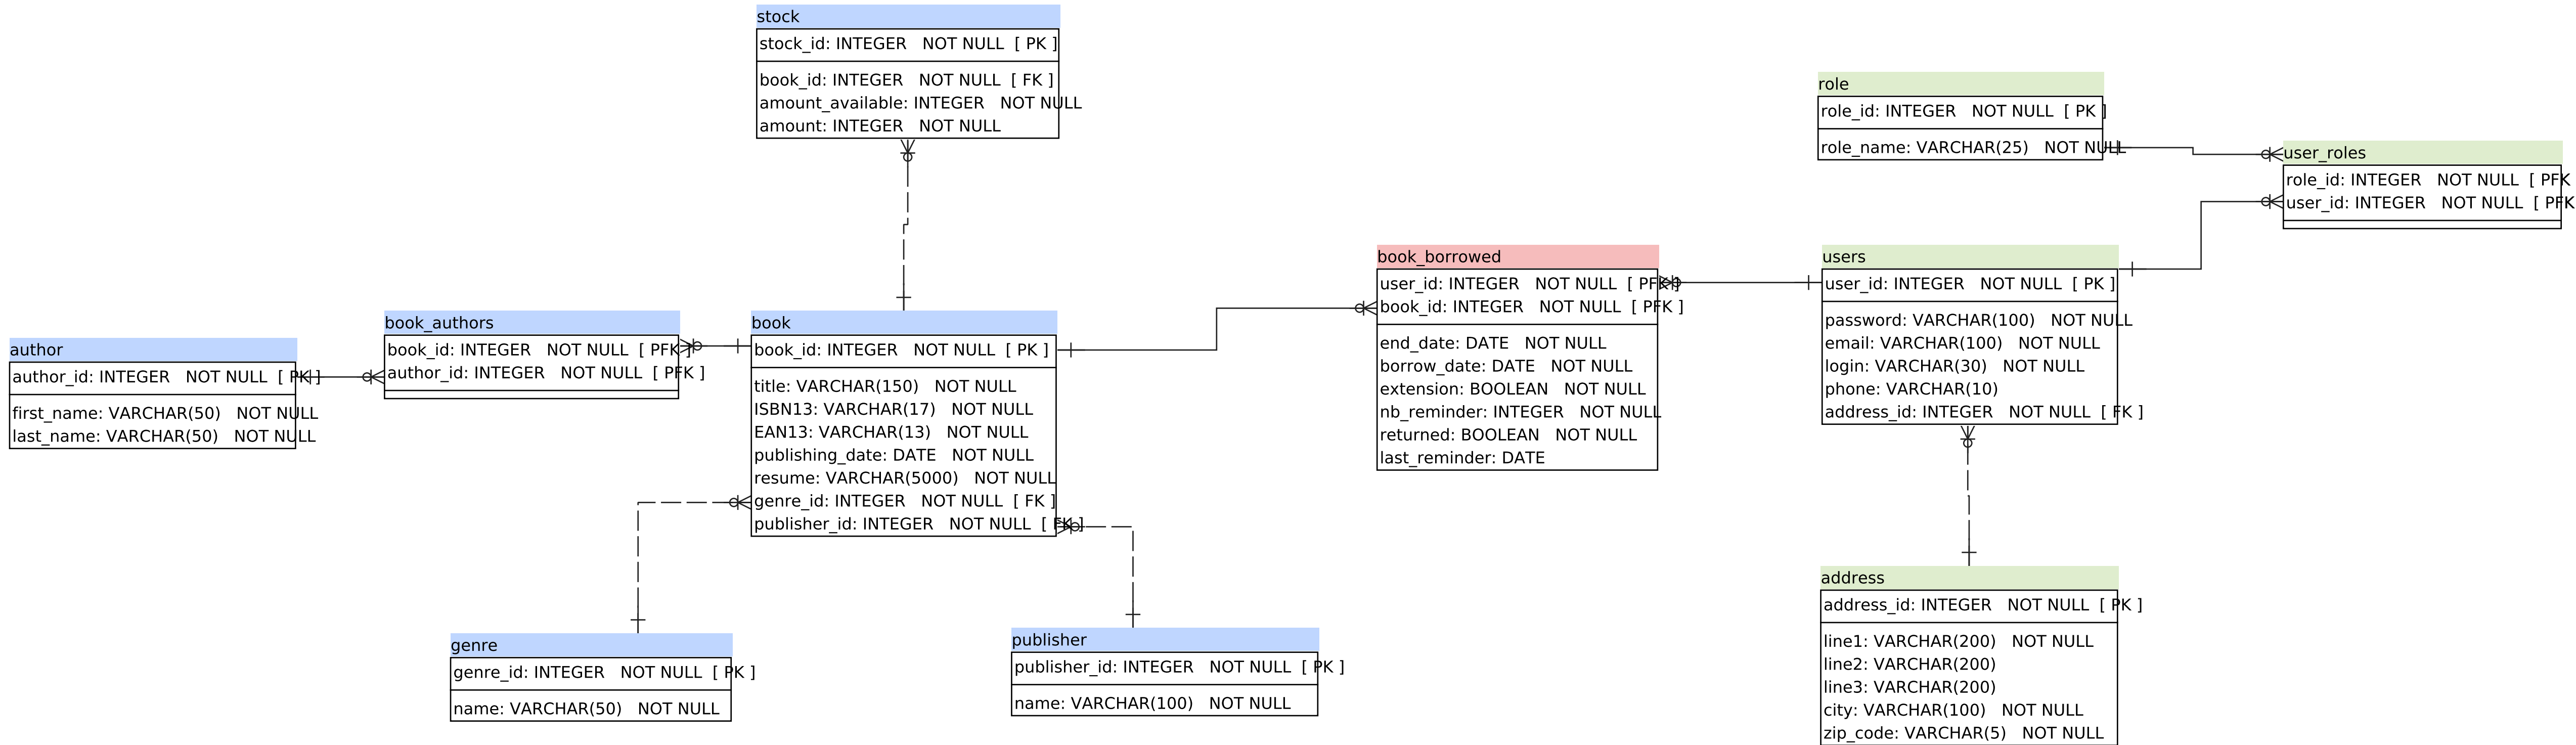 stock
stock_id: INTEGER NOT NULL [ PK ]
book_id: INTEGER NOT NULL [ FK ]
amount_available: INTEGER NOT NULL
amount: INTEGER NOT NULL
role
role_id: INTEGER NOT NULL [ PK ]
role_name: VARCHAR(25) NOT NULL
user_roles
role_id: INTEGER NOT NULL [ PFK
user_id: INTEGER NOT NULL [ PFK
book_borrowed
user_id: INTEGER NOT NULL [ PFK ]
book_id: INTEGER NOT NULL [ PFK ]
end_date: DATE NOT NULL
borrow_date: DATE NOT NULL
extension: BOOLEAN NOT NULL
nb_reminder: INTEGER NOT NULL
returned: BOOLEAN NOT NULL
last_reminder: DATE
users
user_id: INTEGER NOT NULL [ PK ]
password: VARCHAR(100) NOT NULL
email: VARCHAR(100) NOT NULL
login: VARCHAR(30) NOT NULL
phone: VARCHAR(10)
address_id: INTEGER NOT NULL [ FK ]
author
author_id: INTEGER NOT NULL [ PK ]
first_name: VARCHAR(50) NOT NULL
last_name: VARCHAR(50) NOT NULL
book_authors
book_id: INTEGER NOT NULL [ PFK ]
author_id: INTEGER NOT NULL [ PFK ]
book
book_id: INTEGER NOT NULL [ PK ]
title: VARCHAR(150) NOT NULL
ISBN13: VARCHAR(17) NOT NULL
EAN13: VARCHAR(13) NOT NULL
publishing_date: DATE NOT NULL
resume: VARCHAR(5000) NOT NULL
genre_id: INTEGER NOT NULL [ FK ]
publisher_id: INTEGER NOT NULL [ FK ]
genre
genre_id: INTEGER NOT NULL [ PK ]
name: VARCHAR(50) NOT NULL
publisher
publisher_id: INTEGER NOT NULL [ PK ]
name: VARCHAR(100) NOT NULL
address
address_id: INTEGER NOT NULL [ PK ]
line1: VARCHAR(200) NOT NULL
line2: VARCHAR(200)
line3: VARCHAR(200)
city: VARCHAR(100) NOT NULL
zip_code: VARCHAR(5) NOT NULL